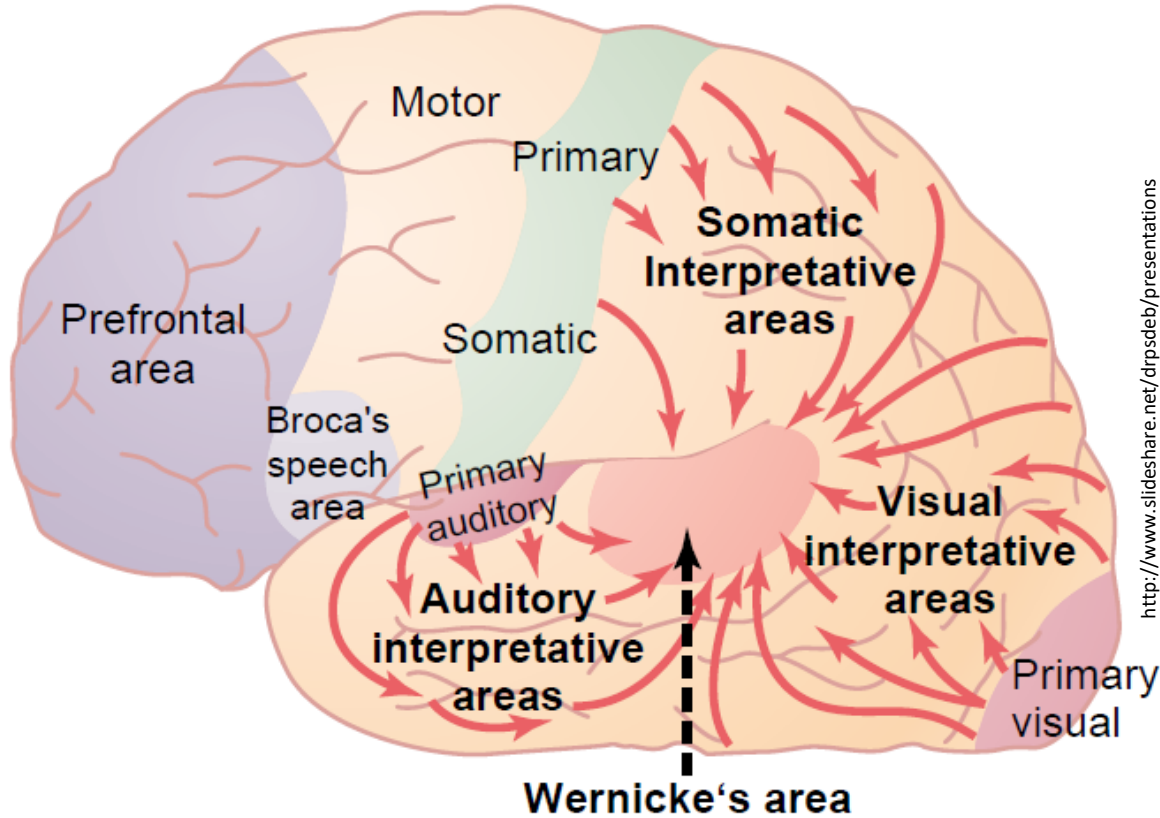 Motor
Primary
Somatic
Interpretative
areas
Prefrontal
area
Somatic
Broca's
speech
area
Primary
auditory
Visual
interpretative
areas
Auditory
interpretative
areas
Primary
visual
Wernicke‘s area
http://www.slideshare.net/drpsdeb/presentations